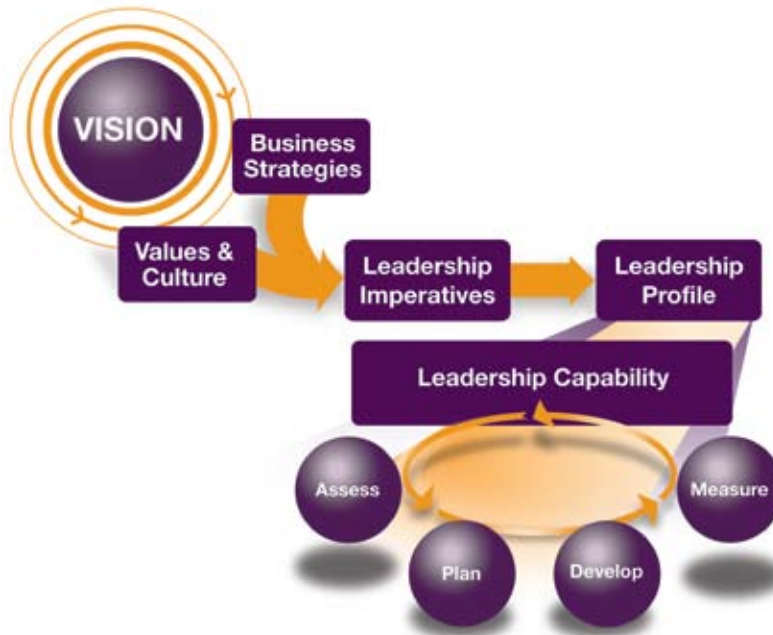 VISION
Business
Strategies
Values &
Culture
Leadership
Imperatives
Leadership
Profile
Leadership Capability
Assess
Plan
Develop
Measure